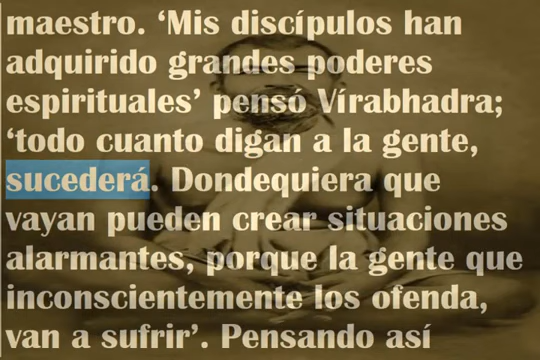 maestro. ‘Mis discípulos han
adquirido grandes poderes
espirituales’ pensó Vírabhadra;
‘todo cuanto digan a la gente,
sucederá. Dondequiera que
vayan pueden crear situaciones
alarmantes, porque la gente que
inconscientemente los ofenda,
van a sufrir’. Pensando así